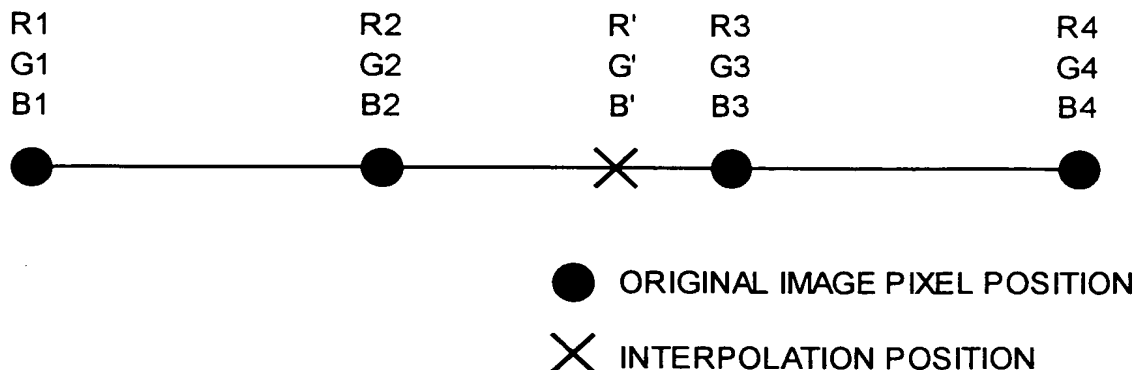 R1 R2 R' R3 R4
G1 G2 G' G3 G4
B1 B2 B' B3 B4
ORIGINAL IMAGE PIXEL POSITION
INTERPOLATION POSITION